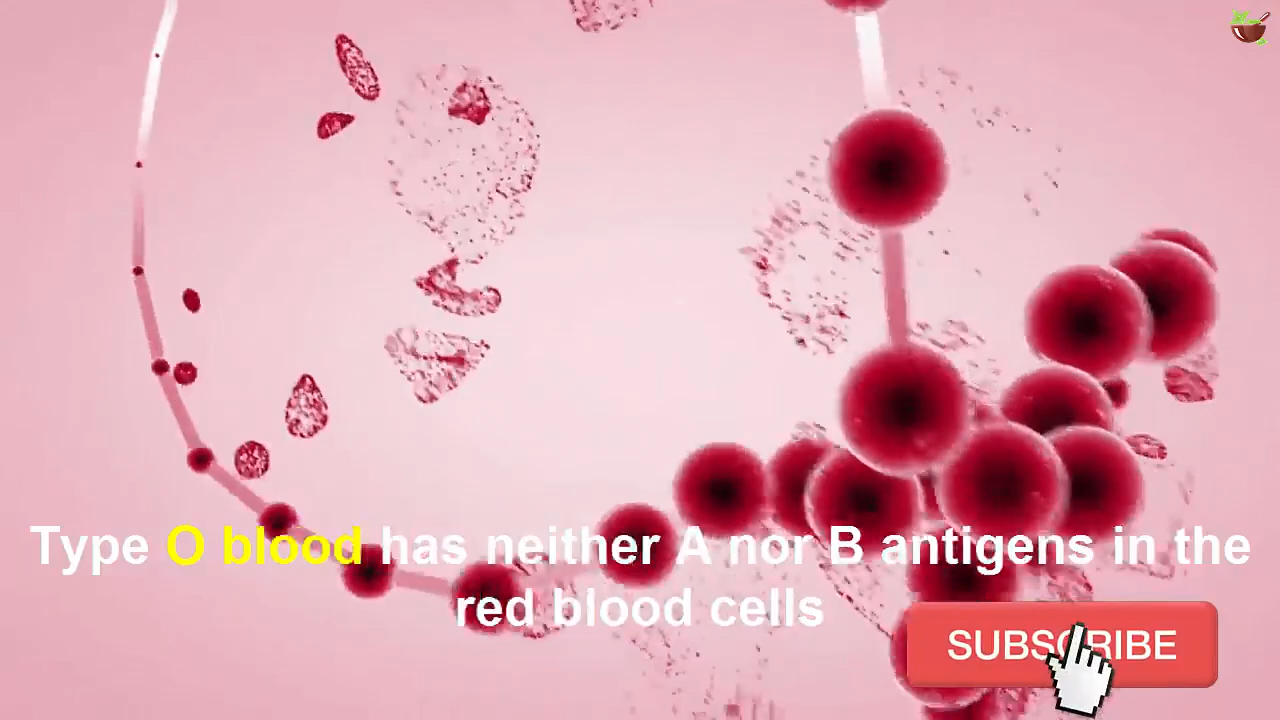 Type O blood has neither A nor B antigens in the
red blood cells
SUBSCRIBE